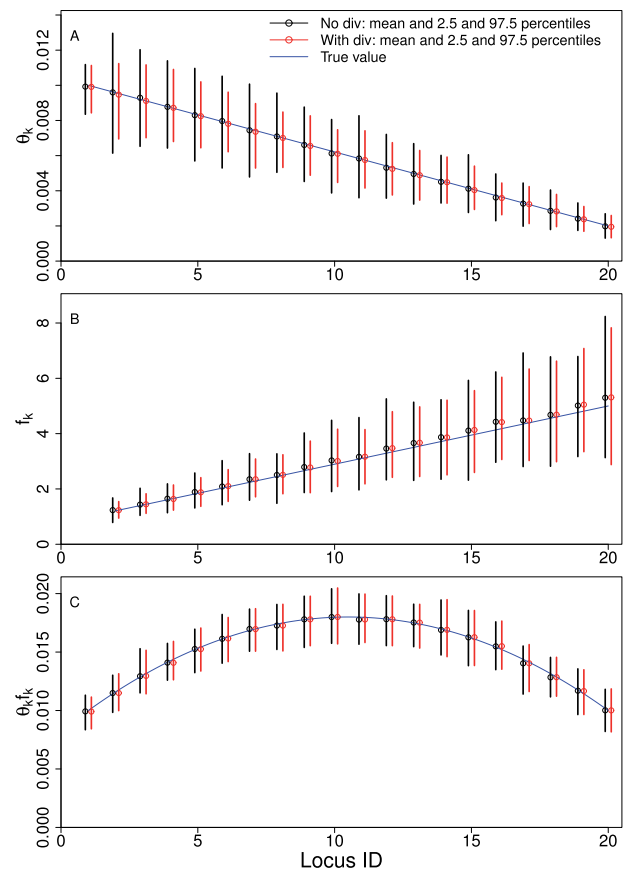 A
No div: mean and 2.5 and 97.5 percentiles
With div: mean and 2.5 and 97.5 percentiles
True value
θk
0.012
0.008
0.004
0.000
0 5 10 15 20
B
fk
8
6
4
2
0
0 5 10 15 20
C
θkfk
0.020
0.015
0.010
0.005
0.000
0 5 10 15 20
Locus ID